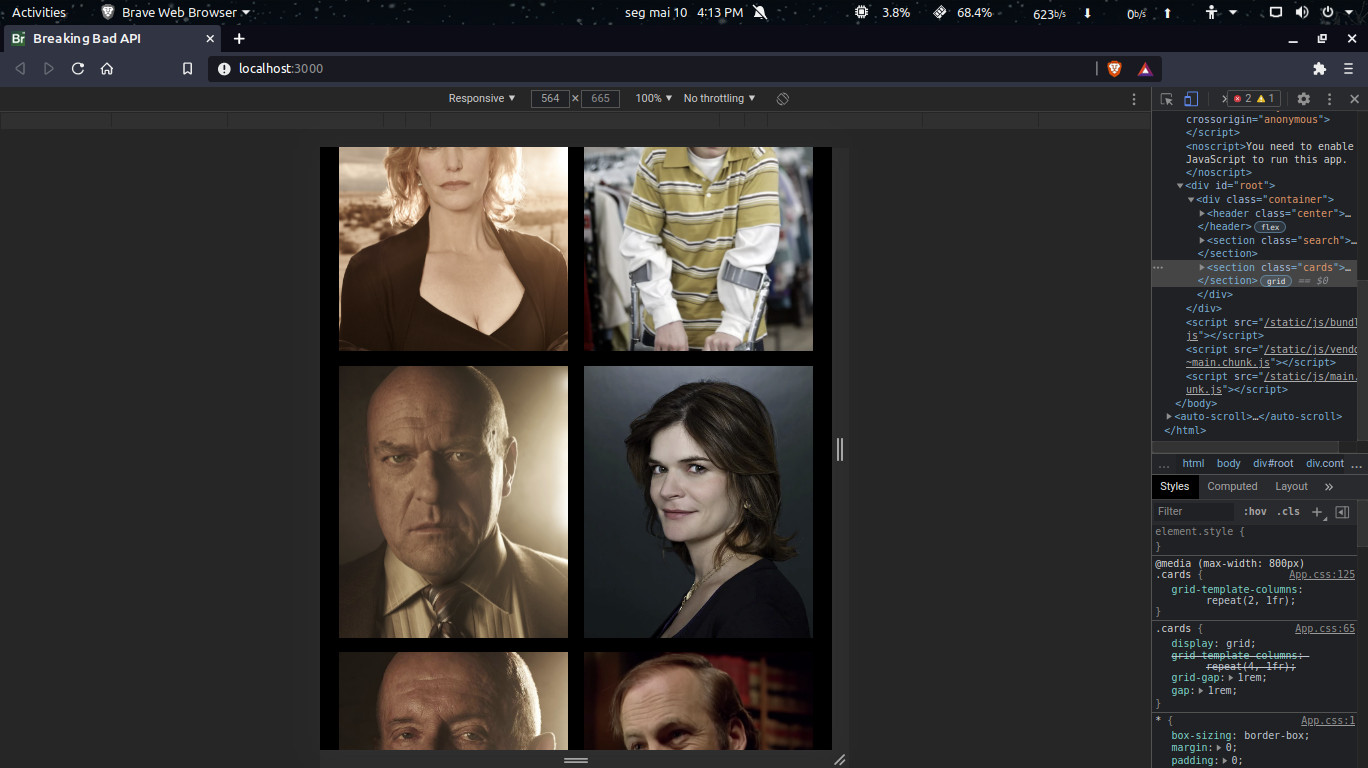 Activities Brave Web Browser seg mai 10 4:13 PM 3.8% 68.4% 623b/s 0b/s
Br Breaking Bad API
localhost:3000
Responsive 564 × 665 100% No throttling 2 1
crossorigin="anonymous">
</script>
<noscript>You need to enable
JavaScript to run this app.
</noscript>
<div id="root">
<div class="container">
<header class="center">…
</header> flex
<section class="search">…
</section>
<section class="cards">…
</section> grid == $0
</div>
</div>
<script src="/static/js/bundl
js"></script>
<script src="/static/js/vendo
~main.chunk.js"></script>
<script src="/static/js/main.
unk.js"></script>
</body>
<auto-scroll>…</auto-scroll>
</html>
… html body div#root div.cont …
Styles Computed Layout »
Filter :hov .cls
element.style {
}
@media (max-width: 800px)
.cards { App.css:125
grid-template-columns:
repeat(2, 1fr);
}
.cards { App.css:65
display: grid;
grid-template-columns:
repeat(4, 1fr);
grid-gap: 1rem;
gap: 1rem;
}
* { App.css:1
box-sizing: border-box;
margin: 0;
padding: 0;